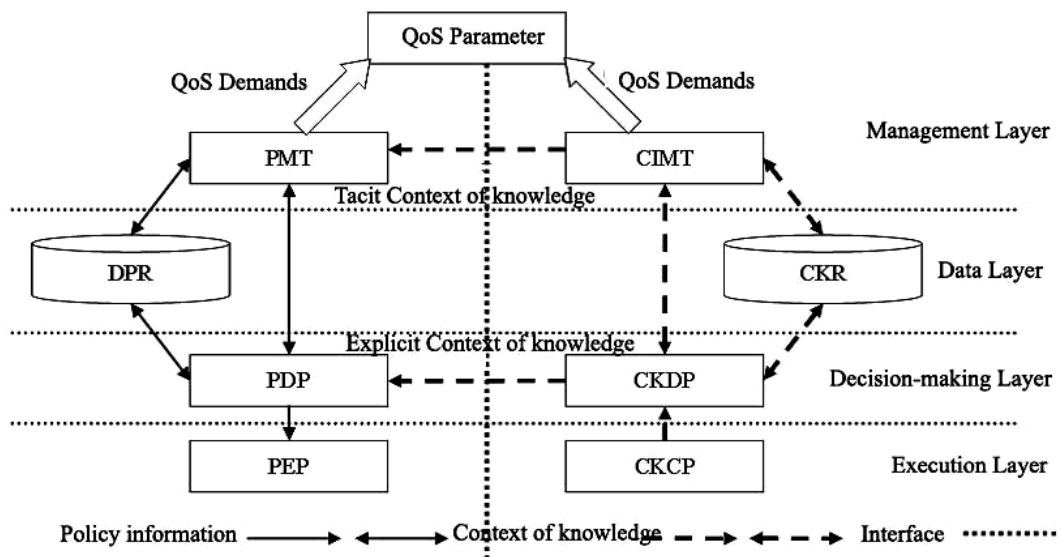 QoS Parameter
QoS Demands
QoS Demands
Management Layer
PMT
CIMT
Tacit Context of knowledge
DPR
CKR
Data Layer
Explicit Context of knowledge
PDP
CKDP
Decision-making Layer
PEP
CKCP
Execution Layer
Policy information
Context of knowledge
Interface